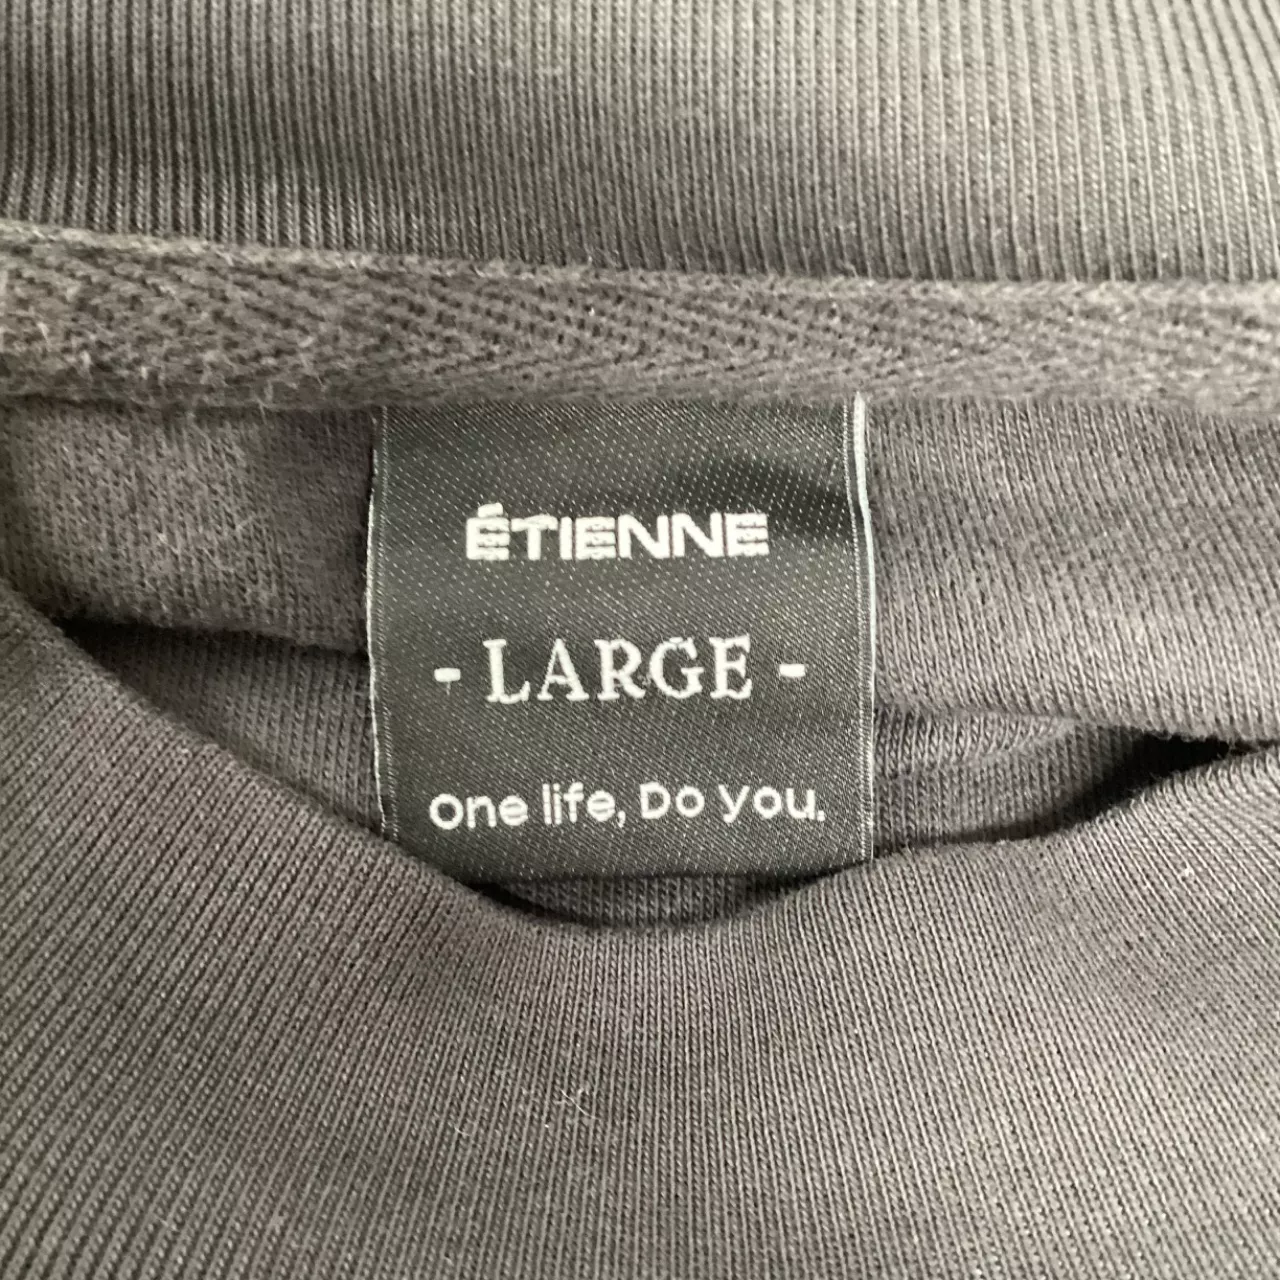 ÉTIENNE
- LARGE -
One life, Do you.